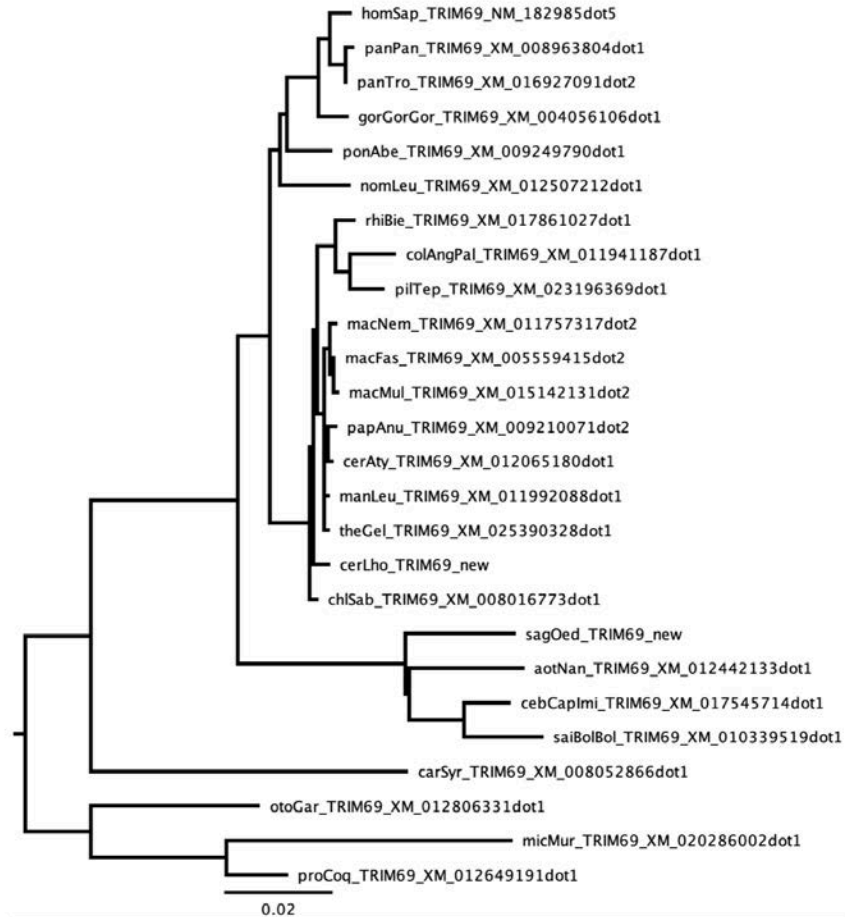 homSap_TRIM69_NM_182985dot5
panPan_TRIM69_XM_008963804dot1
panTro_TRIM69_XM_016927091dot2
gorGorGor_TRIM69_XM_004056106dot1
ponAbe_TRIM69_XM_009249790dot1
nomLeu_TRIM69_XM_012507212dot1
rhiBie_TRIM69_XM_017861027dot1
colAngPal_TRIM69_XM_011941187dot1
pilTep_TRIM69_XM_023196369dot1
macNem_TRIM69_XM_011757317dot2
macFas_TRIM69_XM_005559415dot2
macMul_TRIM69_XM_015142131dot2
papAnu_TRIM69_XM_009210071dot2
cerAty_TRIM69_XM_012065180dot1
manLeu_TRIM69_XM_011992088dot1
theGel_TRIM69_XM_025390328dot1
cerLho_TRIM69_new
chlSab_TRIM69_XM_008016773dot1
sagOed_TRIM69_new
aotNan_TRIM69_XM_012442133dot1
cebCapImi_TRIM69_XM_017545714dot1
saiBolBol_TRIM69_XM_010339519dot1
carSyr_TRIM69_XM_008052866dot1
otoGar_TRIM69_XM_012806331dot1
micMur_TRIM69_XM_020286002dot1
proCoq_TRIM69_XM_012649191dot1
0.02